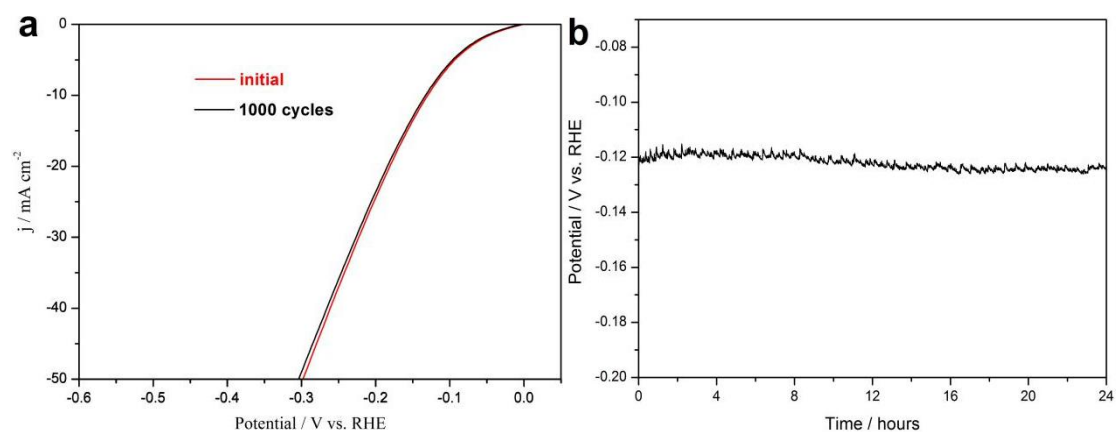 a
0
-10
-20
-30
-40
-50
j / mA cm⁻²
initial
1000 cycles
-0.6 -0.5 -0.4 -0.3 -0.2 -0.1 0.0
Potential / V vs. RHE
b
-0.08
-0.10
-0.12
-0.14
-0.16
-0.18
-0.20
Potential / V vs. RHE
0 4 8 12 16 20 24
Time / hours